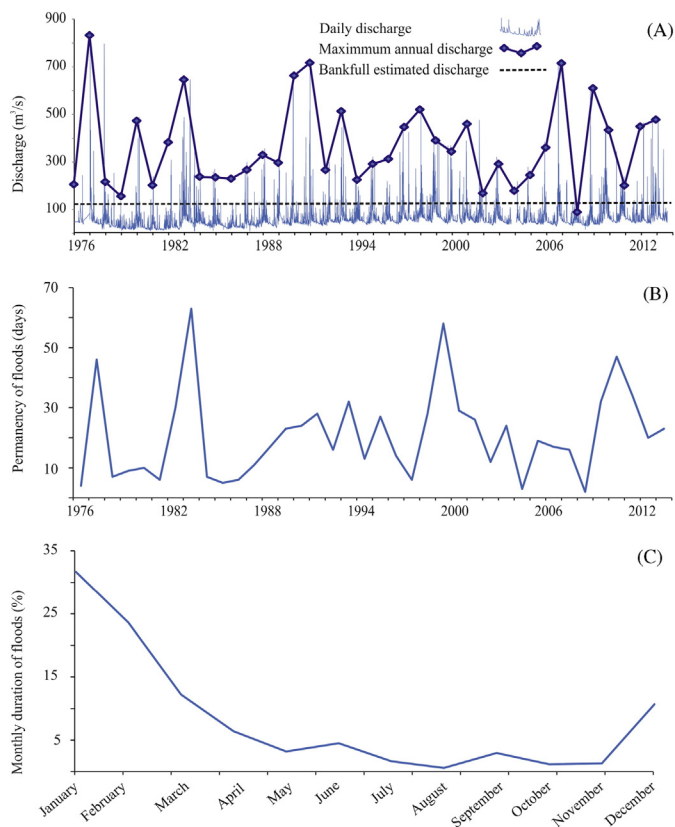 (A)
Daily discharge
Maximmum annual discharge
Bankfull estimated discharge
Discharge (m³/s)
900
700
500
300
100
1976 1982 1988 1994 2000 2006 2012
(B)
Permanency of floods (days)
70
50
30
10
1976 1982 1988 1994 2000 2006 2012
(C)
Monthly duration of floods (%)
35
25
15
5
January February March April May June July August September October November December